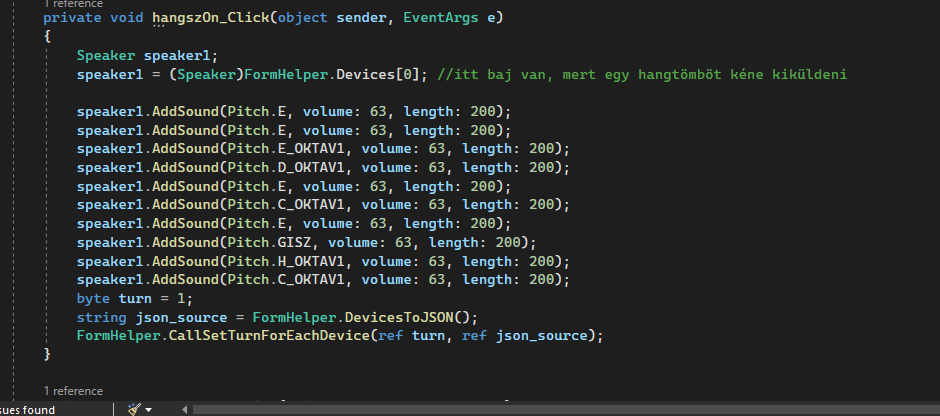 1 reference
private void hangszOn_Click(object sender, EventArgs e)
{
Speaker speaker1;
speaker1 = (Speaker)FormHelper.Devices[0]; //itt baj van, mert egy hangtömböt kéne kiküldeni
speaker1.AddSound(Pitch.E, volume: 63, length: 200);
speaker1.AddSound(Pitch.E, volume: 63, length: 200);
speaker1.AddSound(Pitch.E_OKTAV1, volume: 63, length: 200);
speaker1.AddSound(Pitch.D_OKTAV1, volume: 63, length: 200);
speaker1.AddSound(Pitch.E, volume: 63, length: 200);
speaker1.AddSound(Pitch.C_OKTAV1, volume: 63, length: 200);
speaker1.AddSound(Pitch.E, volume: 63, length: 200);
speaker1.AddSound(Pitch.GISZ, volume: 63, length: 200);
speaker1.AddSound(Pitch.H_OKTAV1, volume: 63, length: 200);
speaker1.AddSound(Pitch.C_OKTAV1, volume: 63, length: 200);
byte turn = 1;
string json_source = FormHelper.DevicesToJSON();
FormHelper.CallSetTurnForEachDevice(ref turn, ref json_source);
}
1 reference
sues found